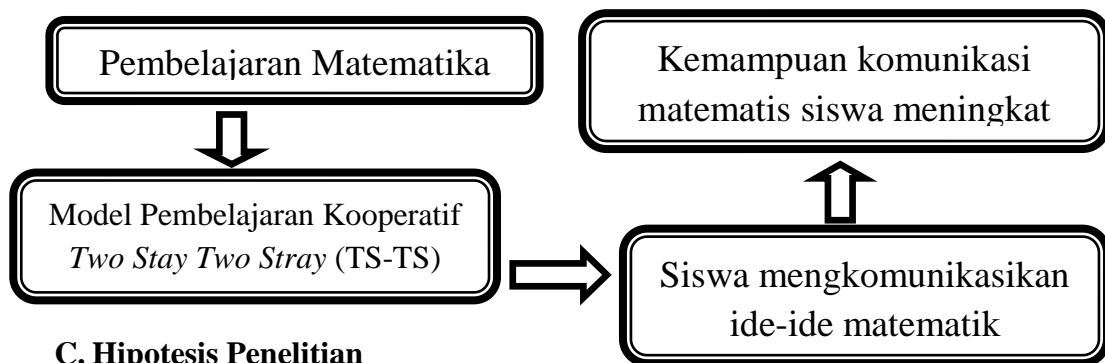 Pembelajaran Matematika
Model Pembelajaran Kooperatif
Two Stay Two Stray (TS-TS)
Siswa mengkomunikasikan
ide-ide matematik
Kemampuan komunikasi
matematis siswa meningkat
C. Hipotesis Penelitian